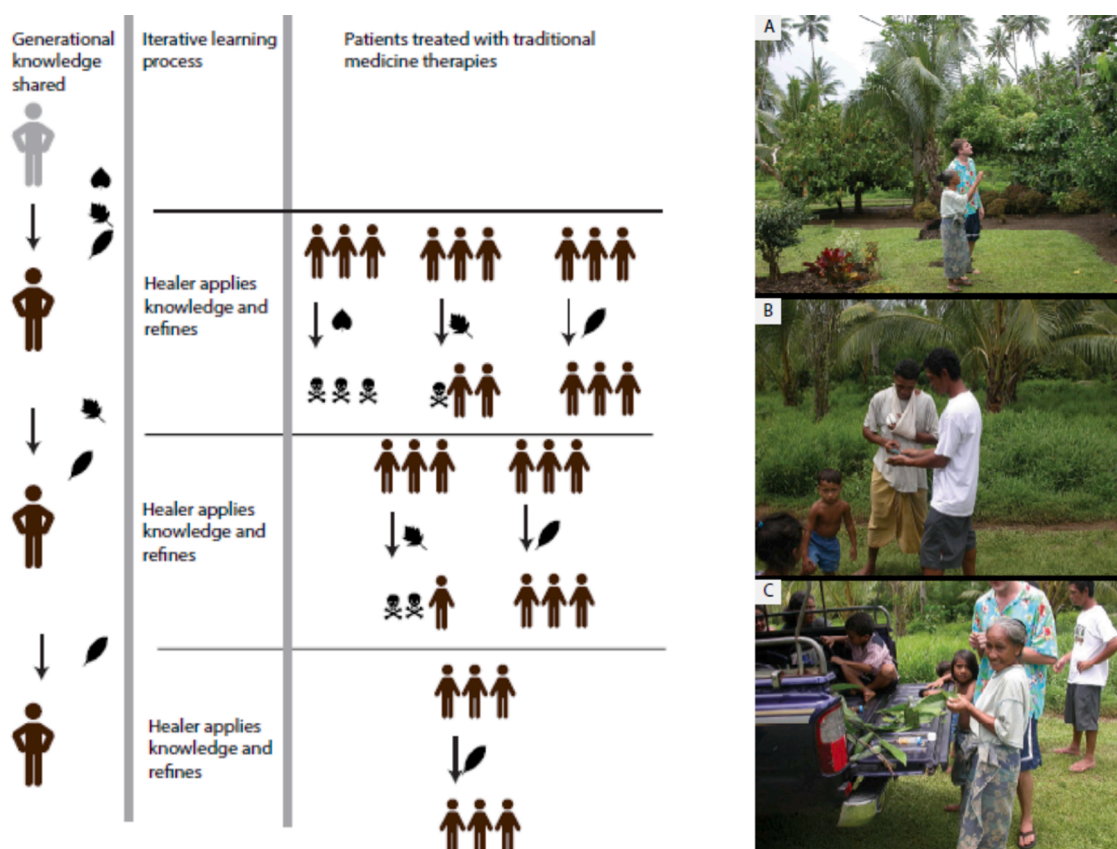 Generational
knowledge
shared
Iterative learning
process
Patients treated with traditional
medicine therapies
Healer applies
knowledge and
refines
Healer applies
knowledge and
refines
Healer applies
knowledge and
refines
A
B
C